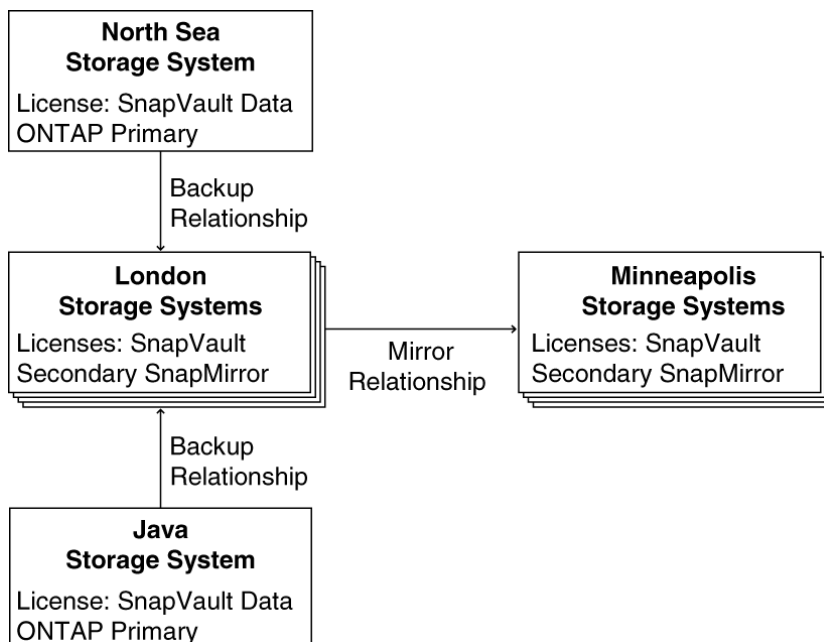 North Sea
Storage System
License: SnapVault Data
ONTAP Primary
Backup
Relationship
London
Storage Systems
Licenses: SnapVault
Secondary SnapMirror
Mirror
Relationship
Minneapolis
Storage Systems
Licenses: SnapVault
Secondary SnapMirror
Backup
Relationship
Java
Storage System
License: SnapVault Data
ONTAP Primary